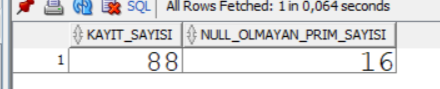 SQL | All Rows Fetched: 1 in 0,064 seconds
KAYIT_SAYISI NULL_OLMAYAN_PRIM_SAYISI
1 88 16